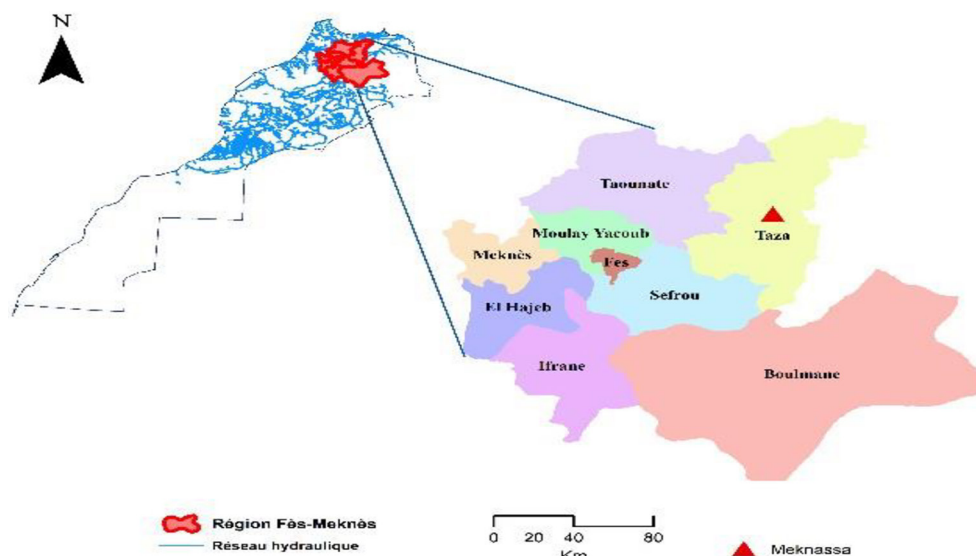 N
Taounate
Moulay Yacoub
Meknès
Fes
Taza
El Hajeb
Sefrou
Ifrane
Boulmane
Région Fès-Meknès
Réseau hydraulique
0 20 40 80
Km
Meknassa